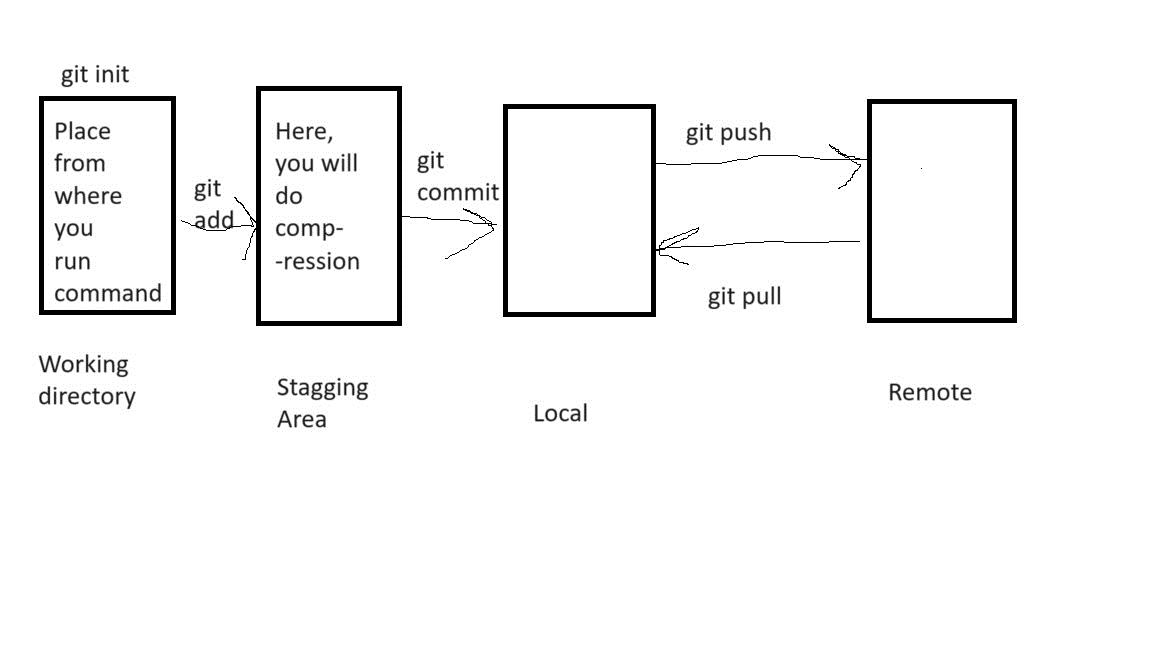 git init
Place
from
where
you
run
command
git
add
Here,
you will
do
comp-
-ression
git
commit
git push
git pull
Working
directory
Stagging
Area
Local
Remote